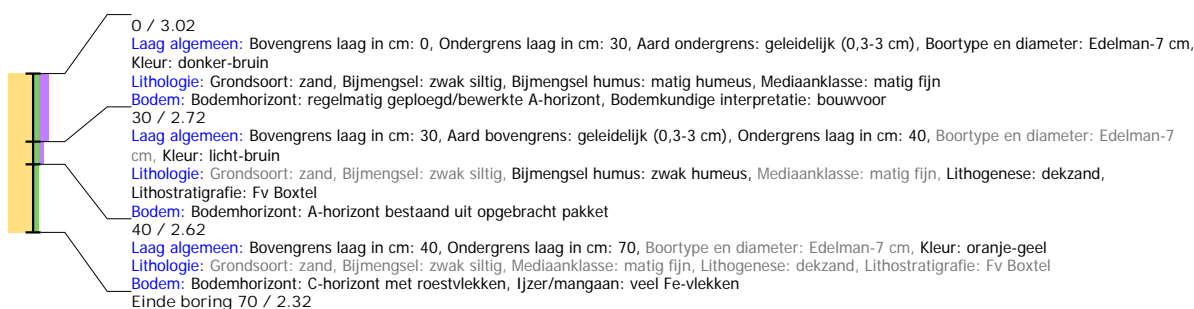 0 / 3.02
Laag algemeen: Bovengrens laag in cm: 0, Ondergrens laag in cm: 30, Aard ondergrens: geleidelijk (0,3-3 cm), Boortype en diameter: Edelman-7 cm,
Kleur: donker-bruin
Lithologie: Grondsoort: zand, Bijmengsel: zwak siltig, Bijmengsel humus: matig humeus, Mediaanklasse: matig fijn
Bodem: Bodemhorizont: regelmatig geploegd/bewerkte A-horizont, Bodemkundige interpretatie: bouwvoor
30 / 2.72
Laag algemeen: Bovengrens laag in cm: 30, Aard bovengrens: geleidelijk (0,3-3 cm), Ondergrens laag in cm: 40, Boortype en diameter: Edelman-7
cm, Kleur: licht-bruin
Lithologie: Grondsoort: zand, Bijmengsel: zwak siltig, Bijmengsel humus: zwak humeus, Mediaanklasse: matig fijn, Lithogenese: dekzand,
Lithostratigrafie: Fv Boxtel
Bodem: Bodemhorizont: A-horizont bestaand uit opgebracht pakket
40 / 2.62
Laag algemeen: Bovengrens laag in cm: 40, Ondergrens laag in cm: 70, Boortype en diameter: Edelman-7 cm, Kleur: oranje-geel
Lithologie: Grondsoort: zand, Bijmengsel: zwak siltig, Mediaanklasse: matig fijn, Lithogenese: dekzand, Lithostratigrafie: Fv Boxtel
Bodem: Bodemhorizont: C-horizont met roestvlekken, Ijzer/mangaan: veel Fe-vlekken
Einde boring 70 / 2.32